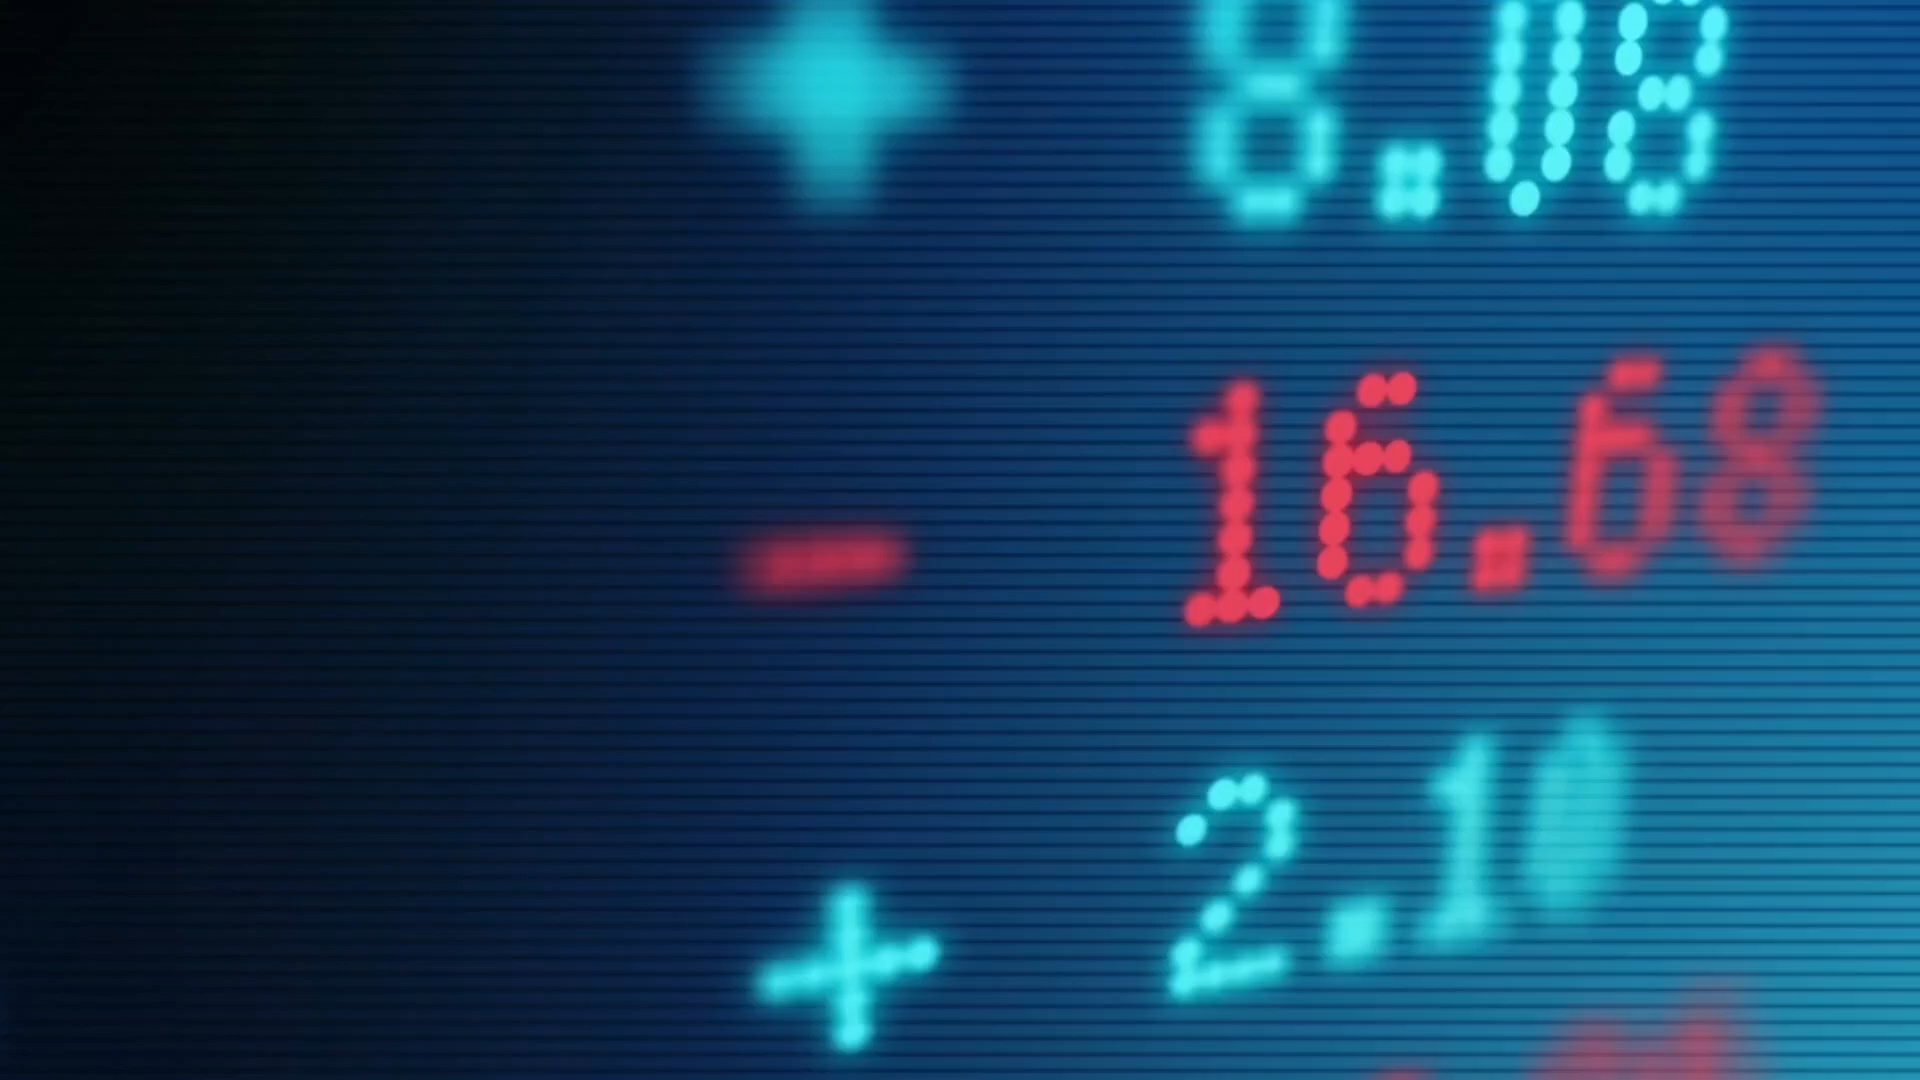 + 8.08
- 16.68
+ 2.10